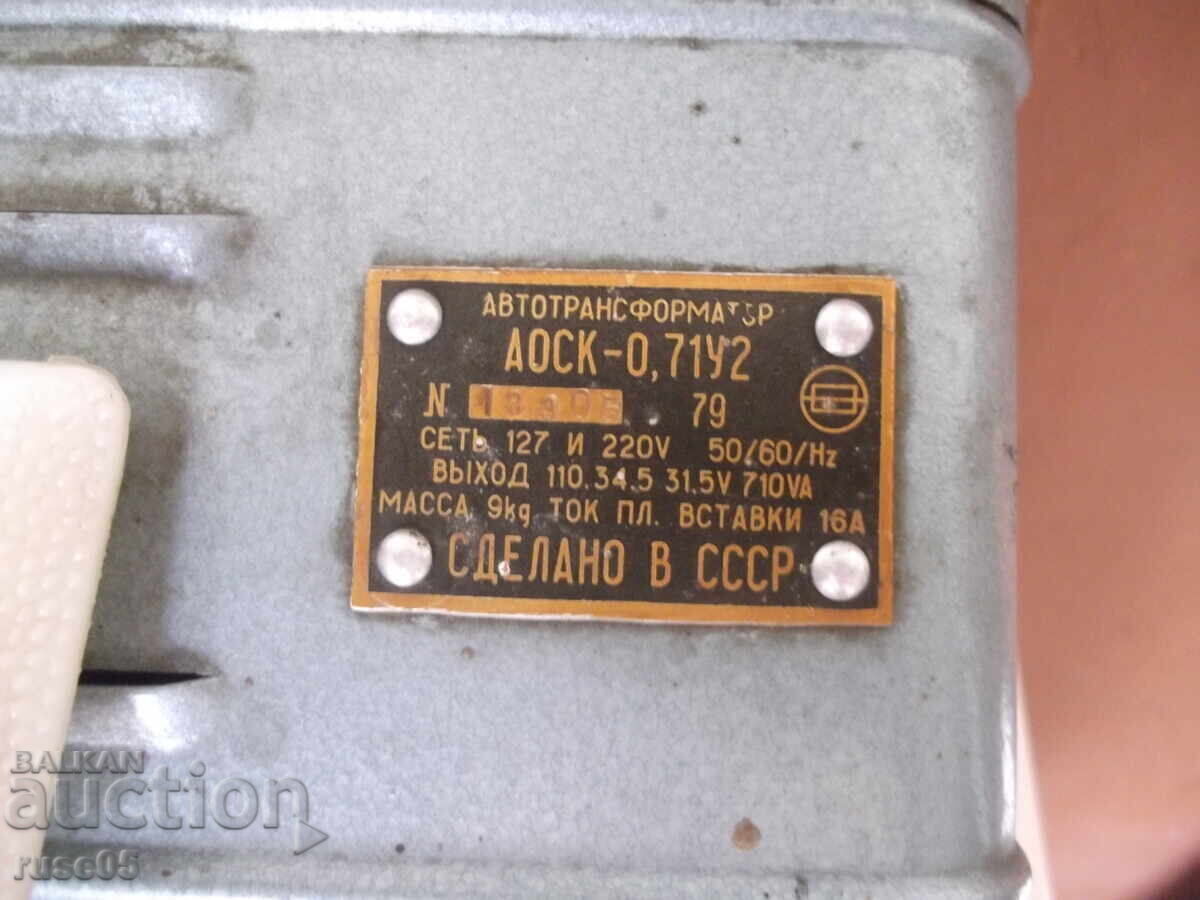 АВТОТРАНСФОРМАТОР
АОСК-0,71У2
N 79
СЕТЬ 127 И 220V 50/60/Hz
ВЫХОД 110.34.5 31.5V 710VA
МАССА 9kg ТОК ПЛ. ВСТАВКИ 16А
СДЕЛАНО В СССР
BALKAN
auction
ruse05